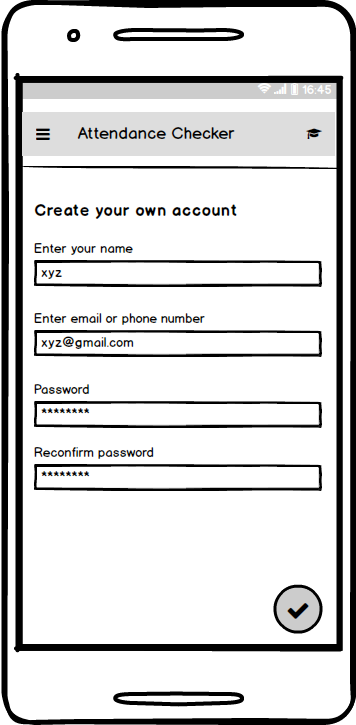 16:45
Attendance Checker
Create your own account
Enter your name
xyz
Enter email or phone number
xyz@gmail.com
Password
********
Reconfirm password
********